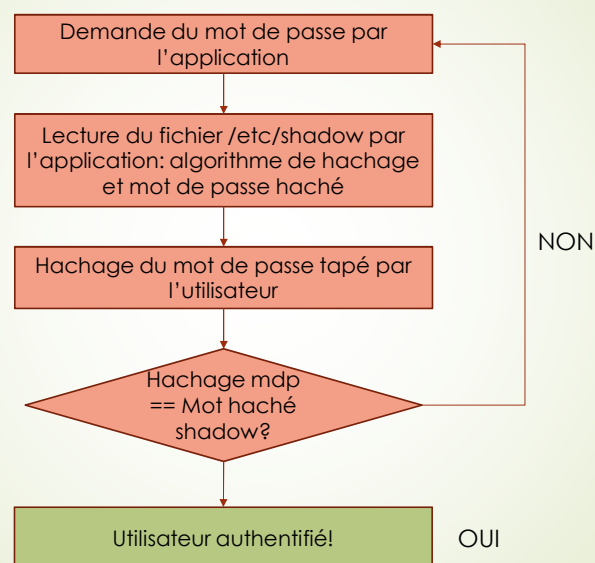 Demande du mot de passe par
l'application
Lecture du fichier /etc/shadow par
l'application: algorithme de hachage
et mot de passe haché
NON
Hachage du mot de passe tapé par
l'utilisateur
Hachage mdp
== Mot haché
shadow?
Utilisateur authentifié!
OUI